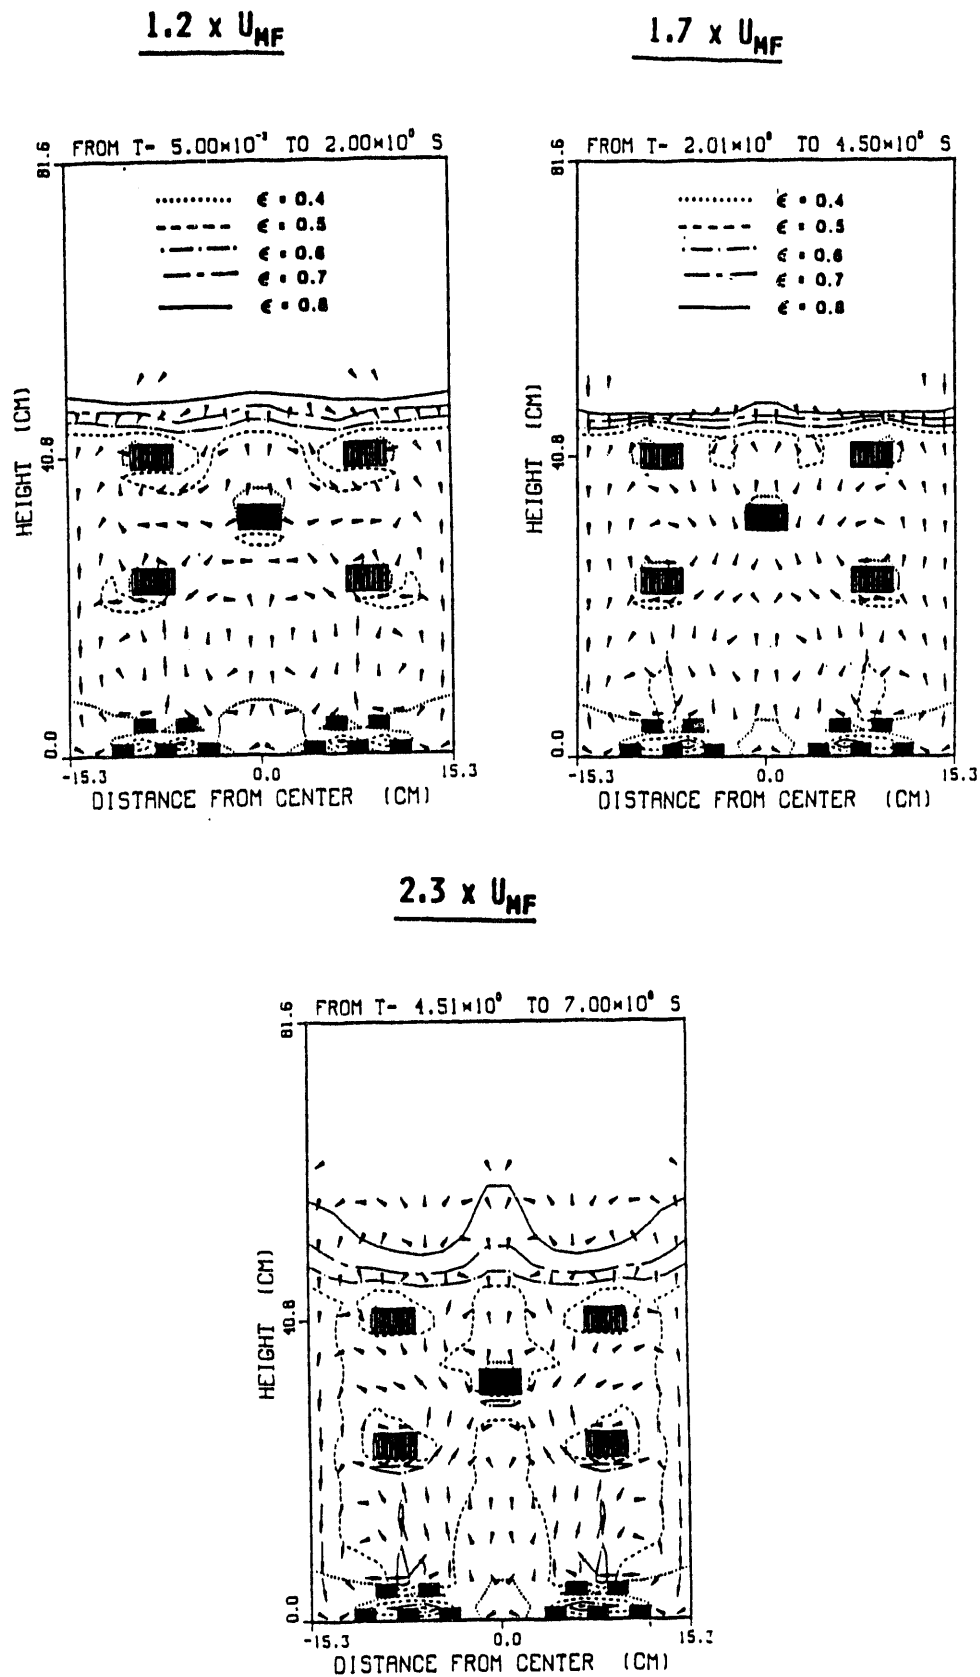 1.2 x U_MF
1.7 x U_MF
FROM T- 5.00×10⁻³ TO 2.00×10⁰ S
81.6
ϵ = 0.4
ϵ = 0.5
ϵ = 0.6
ϵ = 0.7
ϵ = 0.8
HEIGHT (CM)
40.8
0.0
-15.3 0.0 15.3
DISTANCE FROM CENTER (CM)
FROM T- 2.01×10⁰ TO 4.50×10⁰ S
81.6
ϵ = 0.4
ϵ = 0.5
ϵ = 0.6
ϵ = 0.7
ϵ = 0.8
HEIGHT (CM)
40.8
0.0
-15.3 0.0 15.3
DISTANCE FROM CENTER (CM)
2.3 x U_MF
FROM T- 4.51×10⁰ TO 7.00×10⁰ S
81.6
HEIGHT (CM)
40.8
0.0
-15.3 0.0 15.3
DISTANCE FROM CENTER (CM)